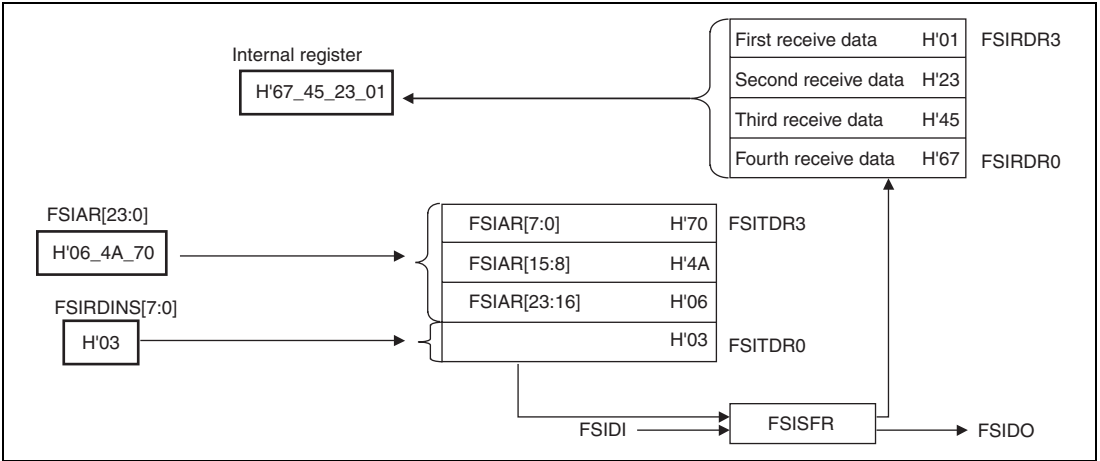 Internal register
H'67_45_23_01
First receive data H'01 FSIRDR3
Second receive data H'23
Third receive data H'45
Fourth receive data H'67 FSIRDR0
FSIAR[23:0]
H'06_4A_70
FSIRDINS[7:0]
H'03
FSIAR[7:0] H'70 FSITDR3
FSIAR[15:8] H'4A
FSIAR[23:16] H'06
H'03 FSITDR0
FSIDI
FSISFR
FSIDO